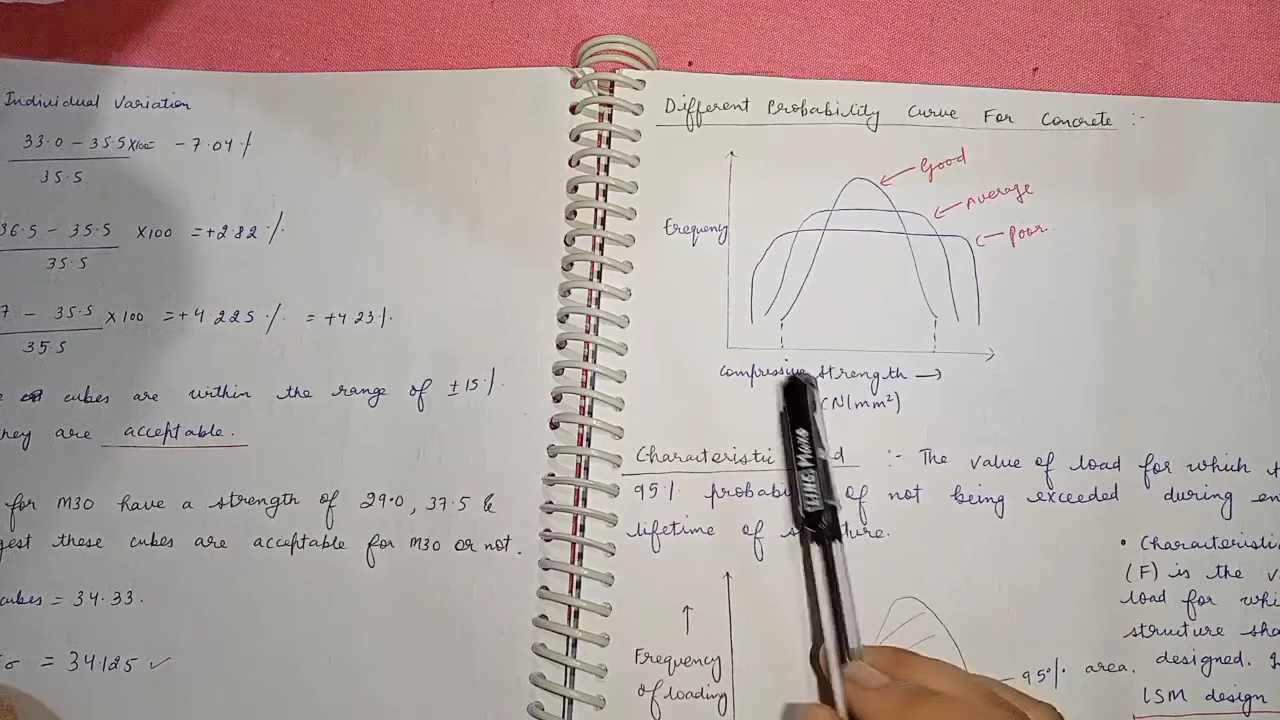 Individual Variation
33.0 - 35.5 X100= - 7.04%
35.5
36.5 - 35.5 X100 = +2.82%
35.5
7 - 35.5 X100 = +4.225% = +4.23%
35.5
cubes are within the range of ±15%.
they are acceptable.
for M30 have a strength of 29.0, 37.5 &
these cubes are acceptable for M30 or not.
cubes = 34.33.
σ = 34.125 ✓
Different Probability Curve For Concrete :-
Good
Average
Poor
Frequency
Compressive Strength →
(N/mm²)
Characteristic :- The value of load for which
95% of not being exceeded during
lifetime of
• Characteristic
(F) is the
load for
structure
designed.
LSM design
↑
Frequency
of loading
95% area.